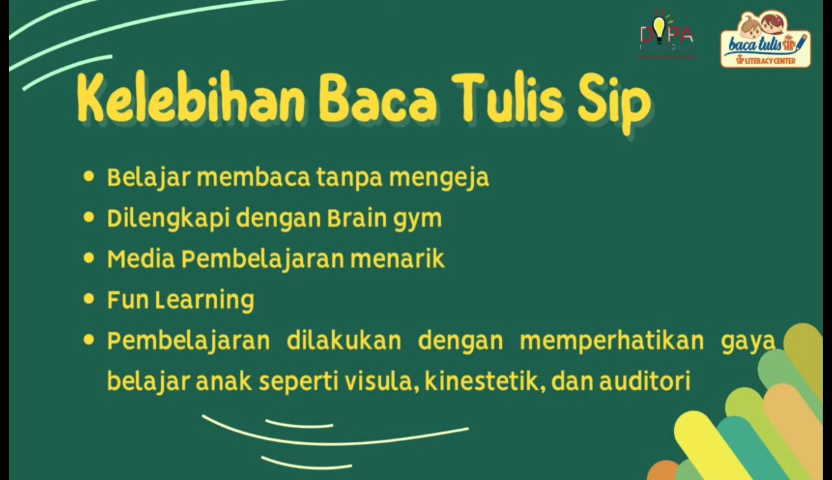 DIPA
baca tulis SIP
SIP LITERACY CENTER
Kelebihan Baca Tulis Sip
• Belajar membaca tanpa mengeja
• Dilengkapi dengan Brain gym
• Media Pembelajaran menarik
• Fun Learning
• Pembelajaran dilakukan dengan memperhatikan gaya
belajar anak seperti visula, kinestetik, dan auditori